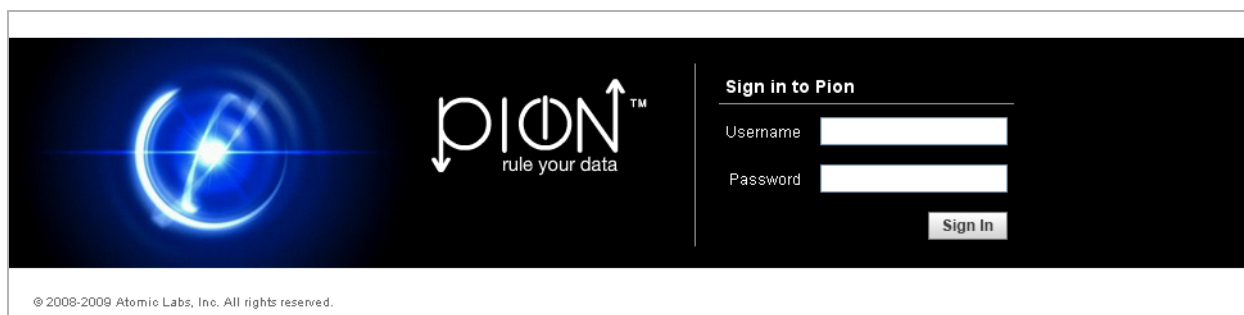 PION™
rule your data
Sign in to Pion
Username
Password
Sign In
© 2008-2009 Atomic Labs, Inc. All rights reserved.